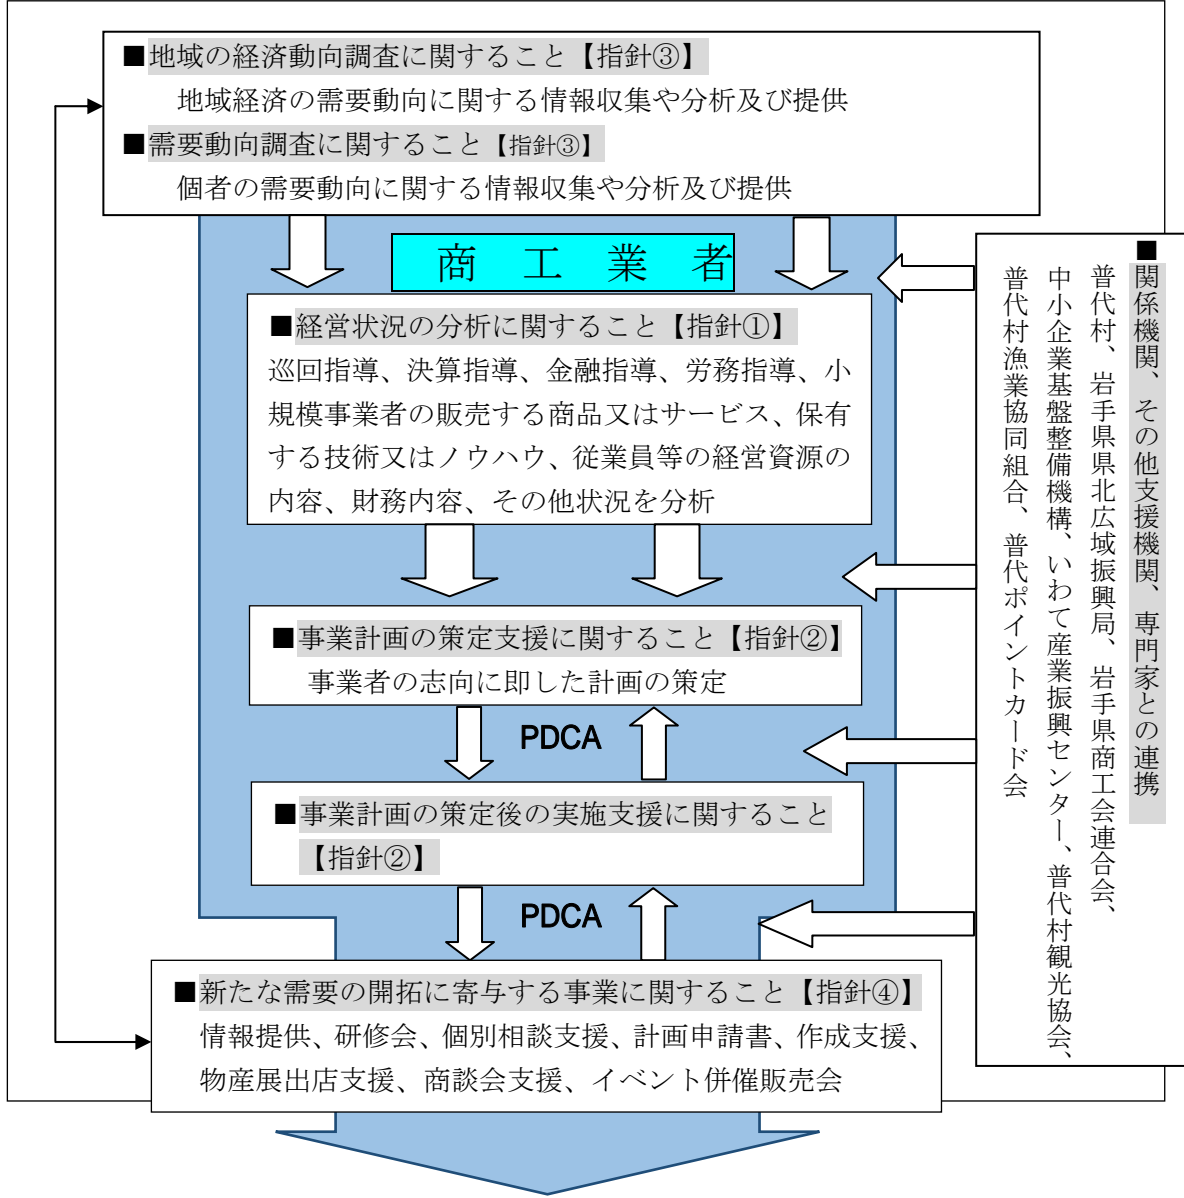 ■地域の経済動向調査に関すること【指針③】
地域経済の需要動向に関する情報収集や分析及び提供
■需要動向調査に関すること【指針③】
個者の需要動向に関する情報収集や分析及び提供
商工業者
■経営状況の分析に関すること【指針①】
巡回指導、決算指導、金融指導、労務指導、小
規模事業者の販売する商品又はサービス、保有
する技術又はノウハウ、従業員等の経営資源の
内容、財務内容、その他状況を分析
■事業計画の策定支援に関すること【指針②】
事業者の志向に即した計画の策定
PDCA
■事業計画の策定後の実施支援に関すること
【指針②】
PDCA
■新たな需要の開拓に寄与する事業に関すること【指針④】
情報提供、研修会、個別相談支援、計画申請書、作成支援、
物産展出店支援、商談会支援、イベント併催販売会
■関係機関、その他支援機関、専門家との連携
普代村、岩手県県北広域振興局、岩手県商工会連合会、
中小企業基盤整備機構、いわて産業振興センター、普代村観光協会、
普代村漁業協同組合、普代ポイントカード会